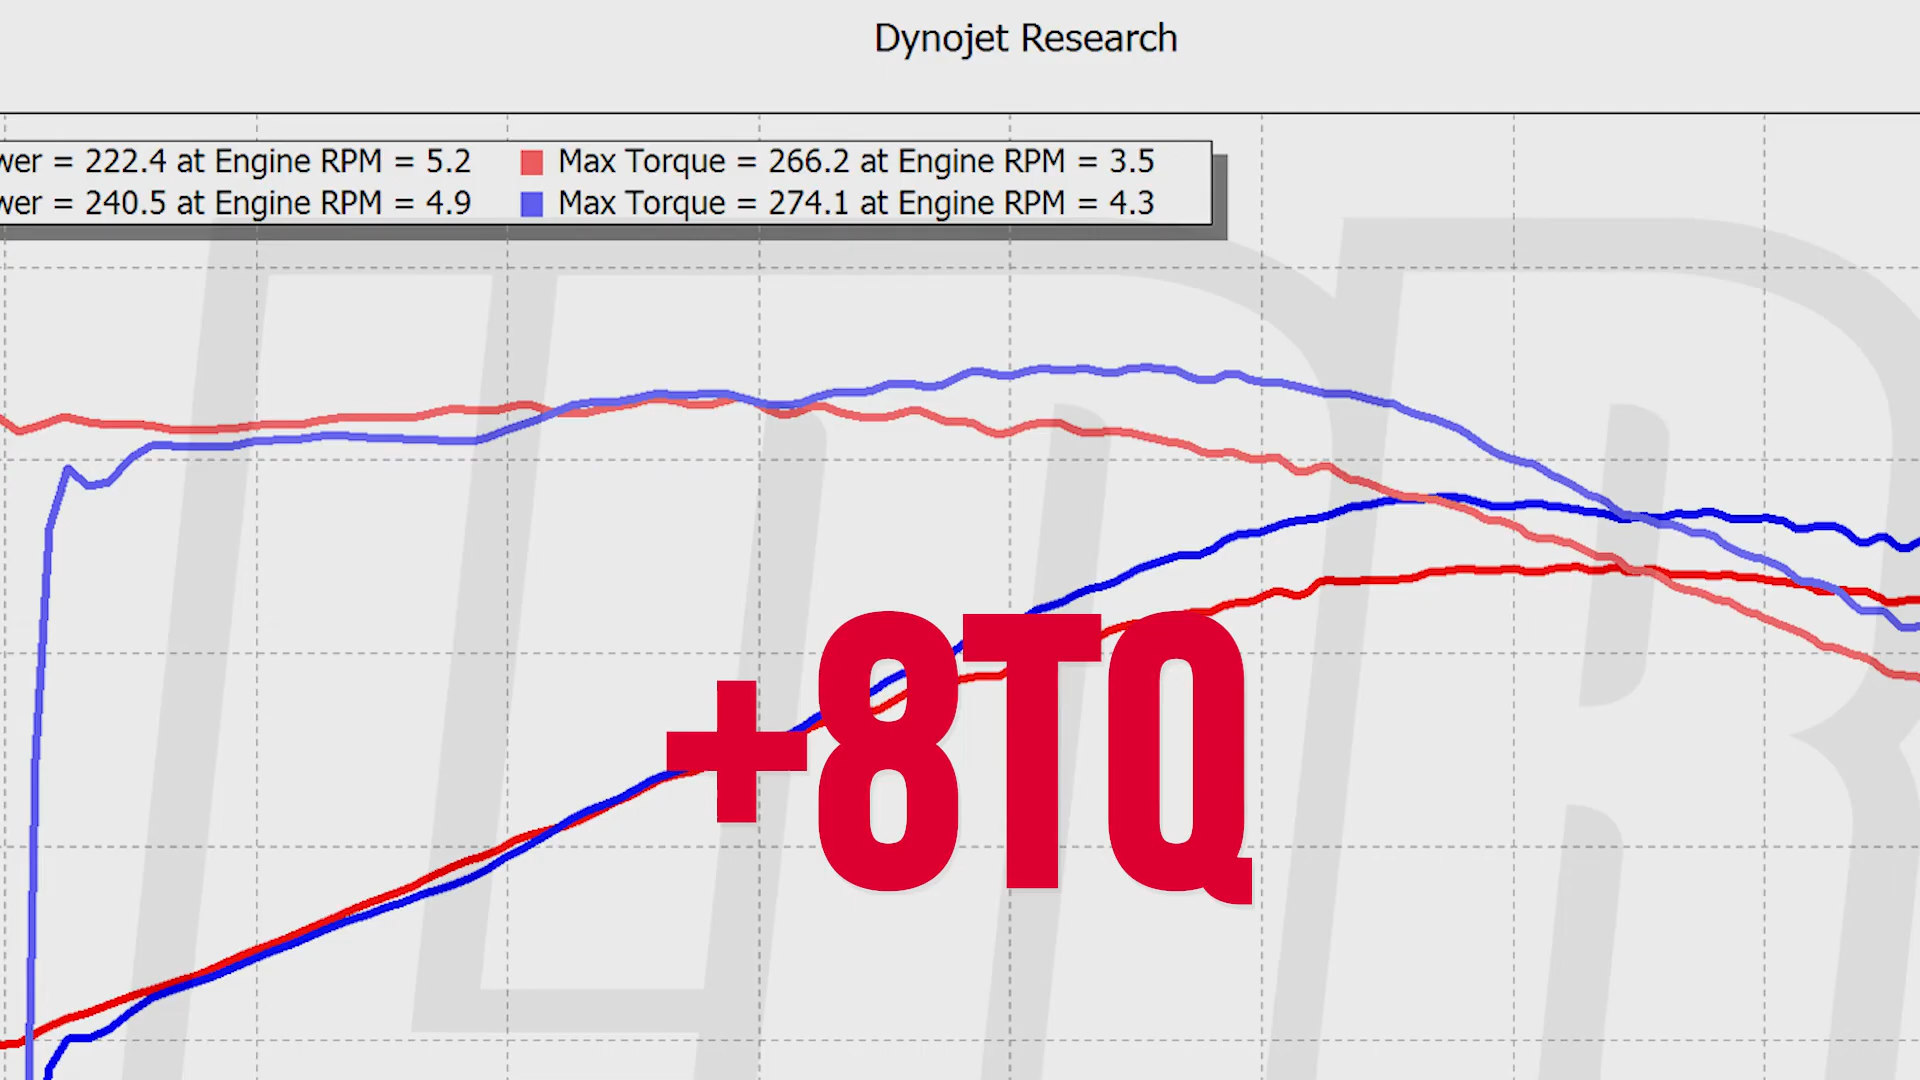 Dynojet Research
wer = 222.4 at Engine RPM = 5.2 Max Torque = 266.2 at Engine RPM = 3.5
wer = 240.5 at Engine RPM = 4.9 Max Torque = 274.1 at Engine RPM = 4.3
+8TQ